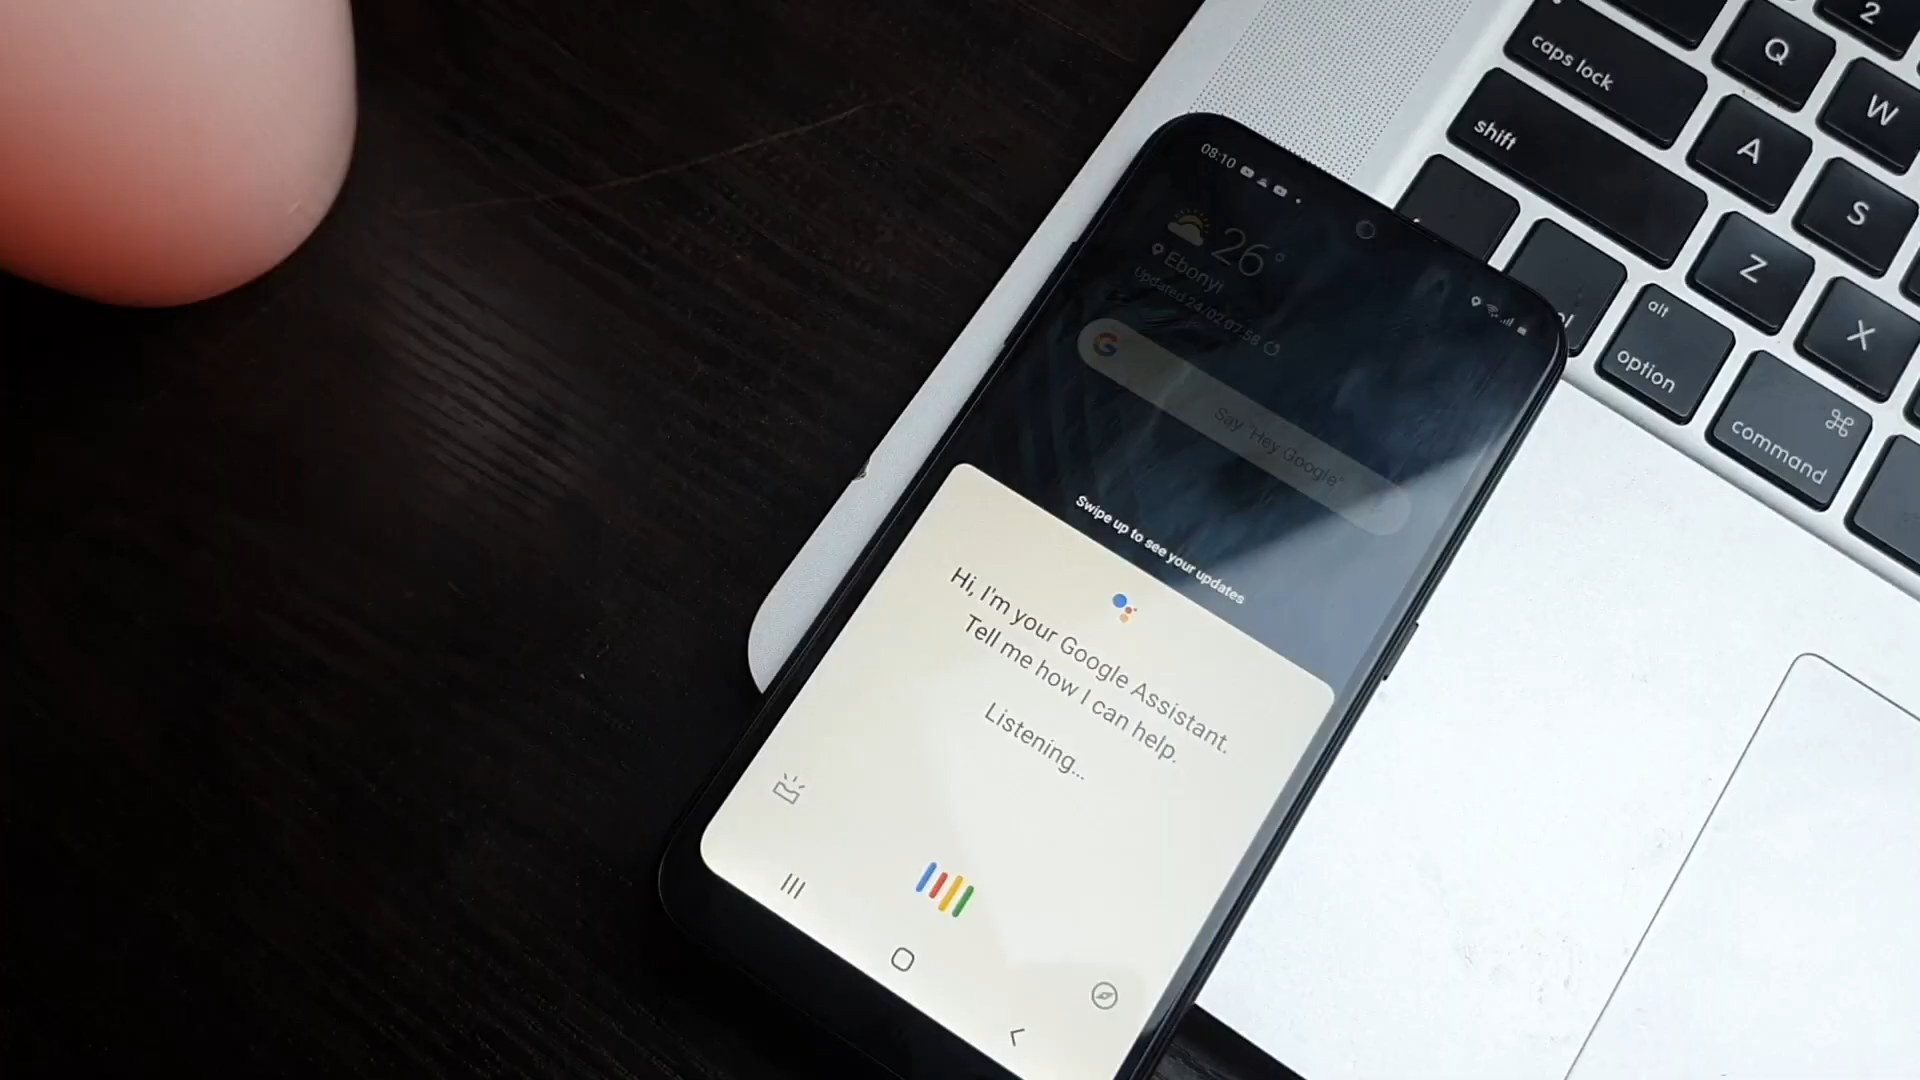 08:10
26°
Ebonyi
Updated 24/02 07:58
G
Say "Hey Google"
Swipe up to see your updates
Hi, I'm your Google Assistant.
Tell me how I can help.
Listening...
2
Q
W
caps lock
A
S
shift
Z
X
alt
option
⌘
command